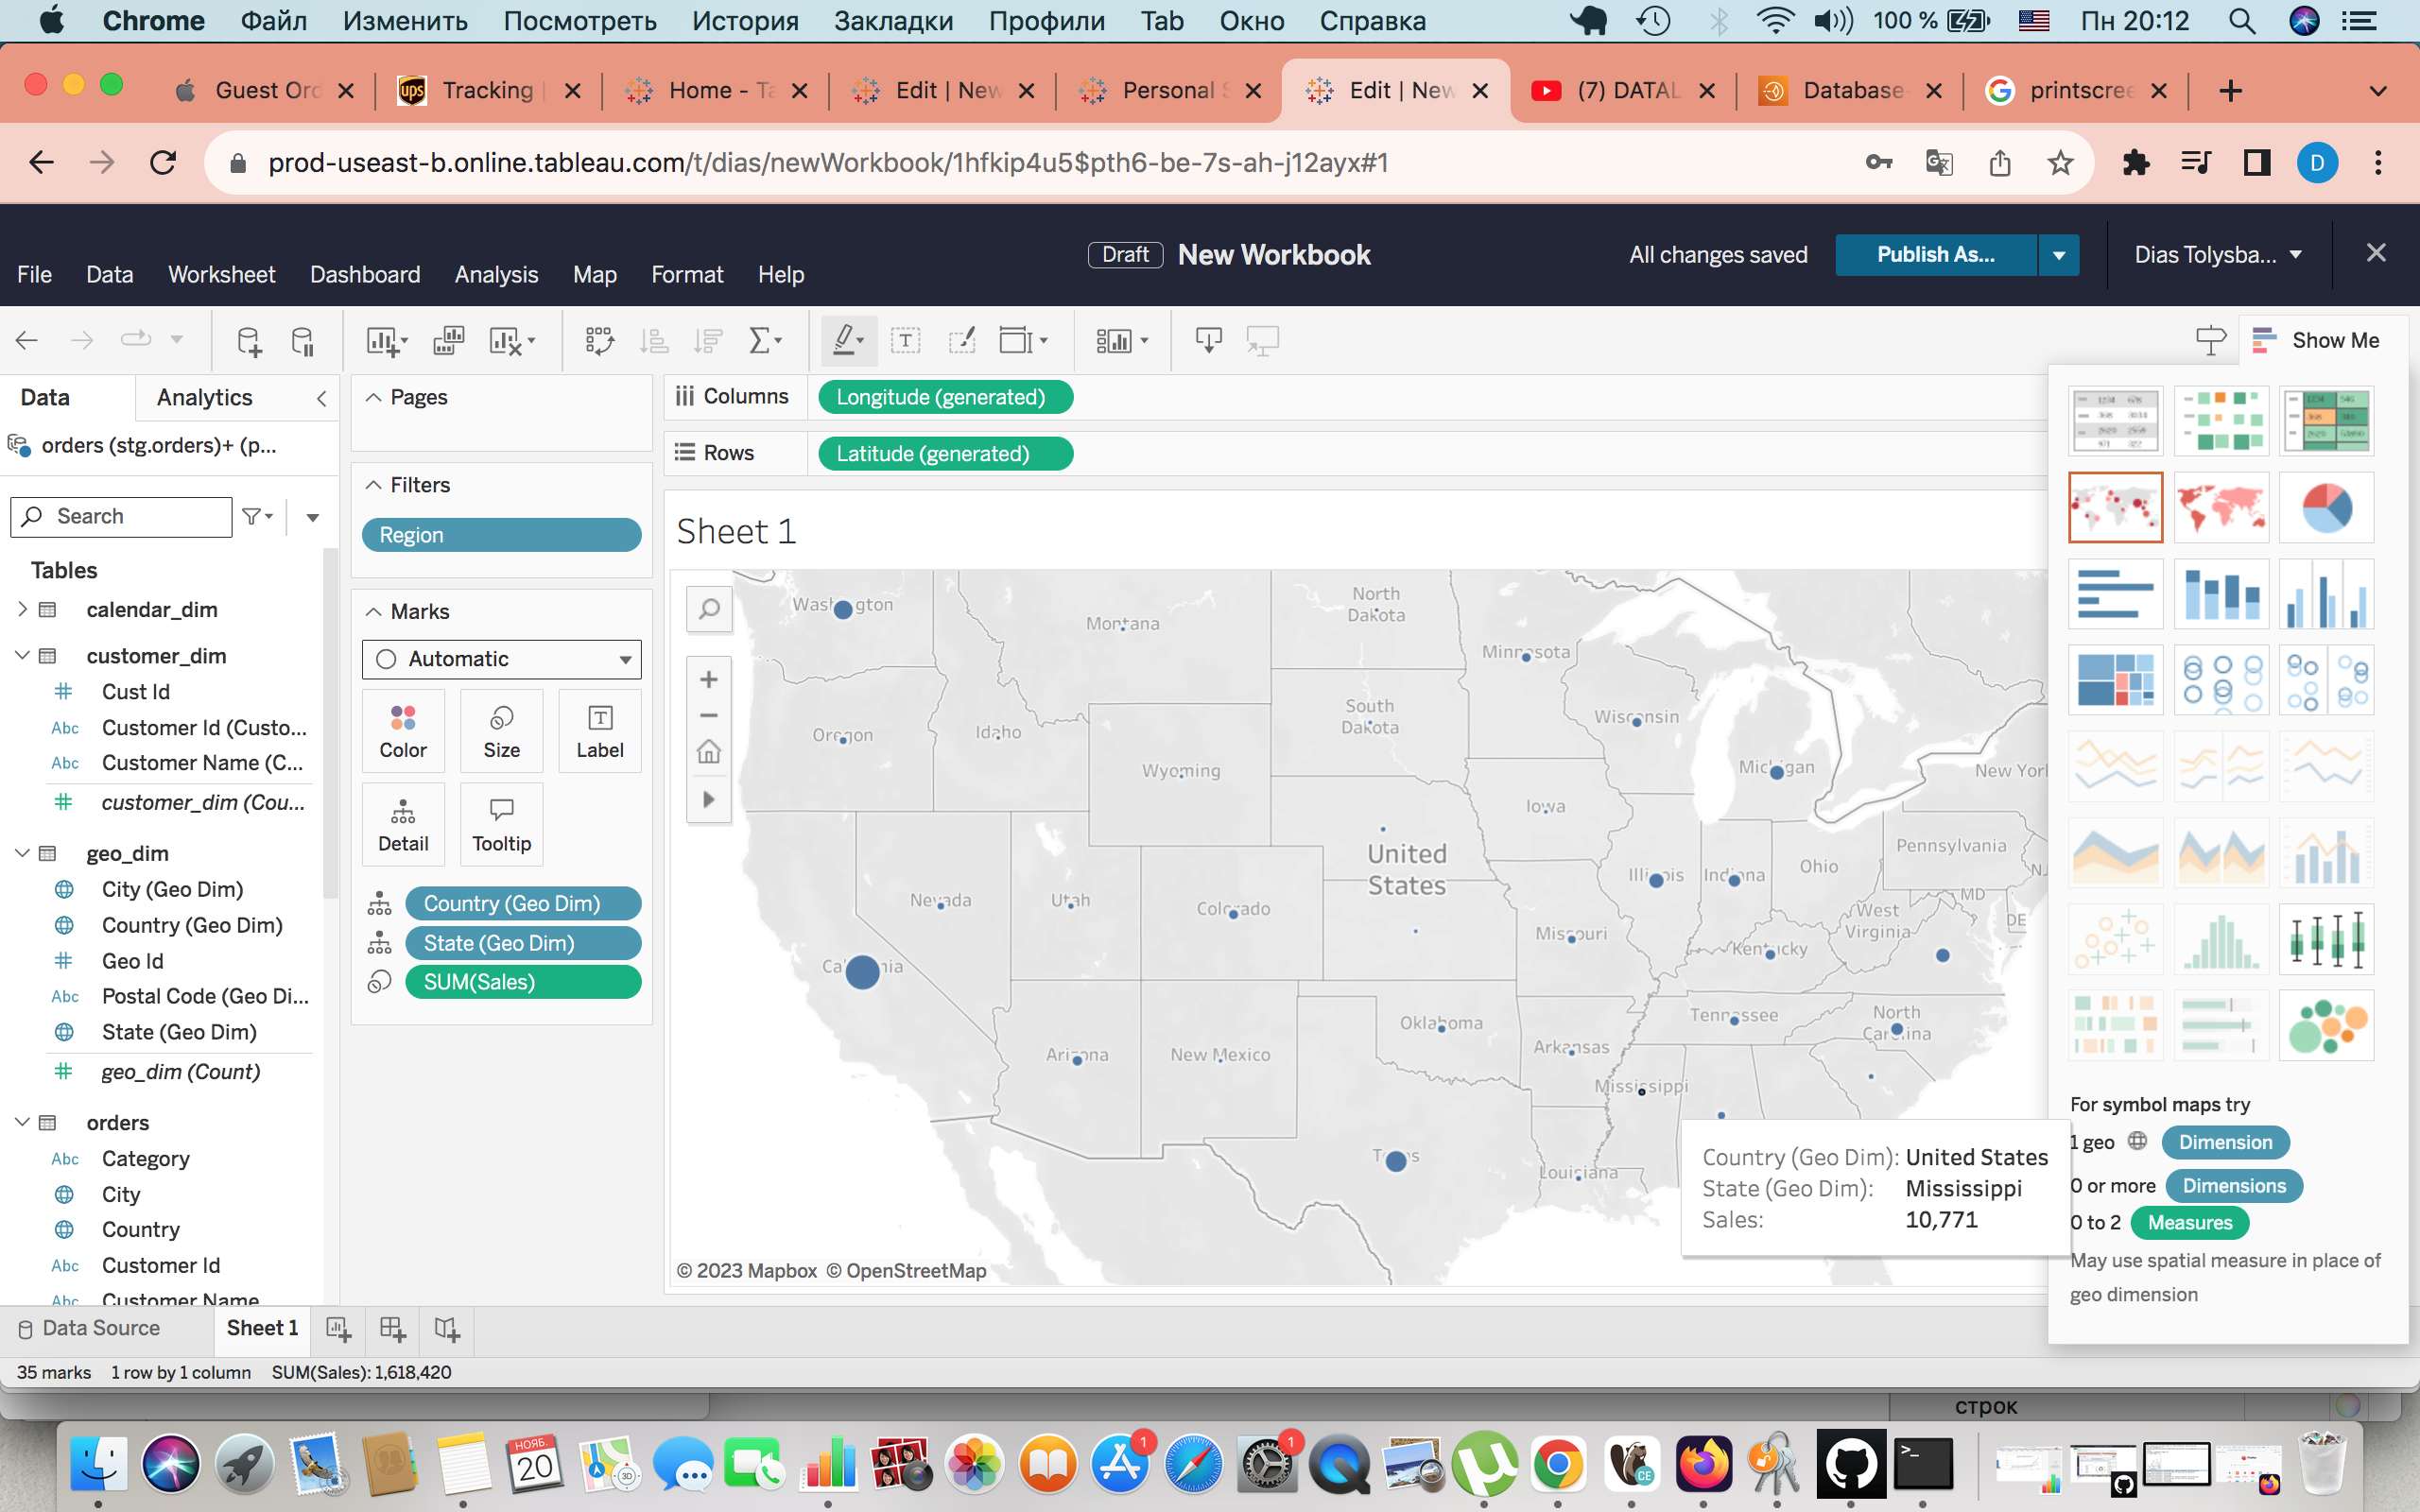 Chrome Файл Изменить Посмотреть История Закладки Профили Tab Окно Справка 100 % Пн 20:12
Guest Ord Tracking Home - Ta Edit | New Personal S Edit | New (7) DATAL Database- printscree
prod-useast-b.online.tableau.com/t/dias/newWorkbook/1hfkip4u5$pth6-be-7s-ah-j12ayx#1 D
File Data Worksheet Dashboard Analysis Map Format Help Draft New Workbook All changes saved Publish As... Dias Tolysba...
Show Me
Data Analytics
orders (stg.orders)+ (p...
Search
Tables
calendar_dim
customer_dim
Cust Id
Abc Customer Id (Custo...
Abc Customer Name (C...
customer_dim (Cou...
geo_dim
City (Geo Dim)
Country (Geo Dim)
Geo Id
Abc Postal Code (Geo Di...
State (Geo Dim)
geo_dim (Count)
orders
Abc Category
City
Country
Abc Customer Id
Abc Customer Name
Pages
Filters
Region
Marks
Automatic
Color Size Label
Detail Tooltip
Country (Geo Dim)
State (Geo Dim)
SUM(Sales)
Columns Longitude (generated)
Rows Latitude (generated)
Sheet 1
Washington
Montana
North
Dakota
Minnesota
Oregon
Idaho
South
Dakota
Wisconsin
Wyoming
Michigan
New York
Iowa
United
States
Pennsylvania
Nevada
Utah
Colorado
Illinois
Indiana
Ohio
NJ
MD
DE
West
Virginia
California
Missouri
Kentucky
Arizona
New Mexico
Oklahoma
Arkansas
Tennessee
North
Carolina
Mississippi
Texas
Louisiana
Country (Geo Dim): United States
State (Geo Dim): Mississippi
Sales: 10,771
© 2023 Mapbox © OpenStreetMap
For symbol maps try
1 geo Dimension
0 or more Dimensions
0 to 2 Measures
May use spatial measure in place of
geo dimension
Data Source Sheet 1
35 marks 1 row by 1 column SUM(Sales): 1,618,420
строк
НОЯБ.
20
3D
1
1
CE